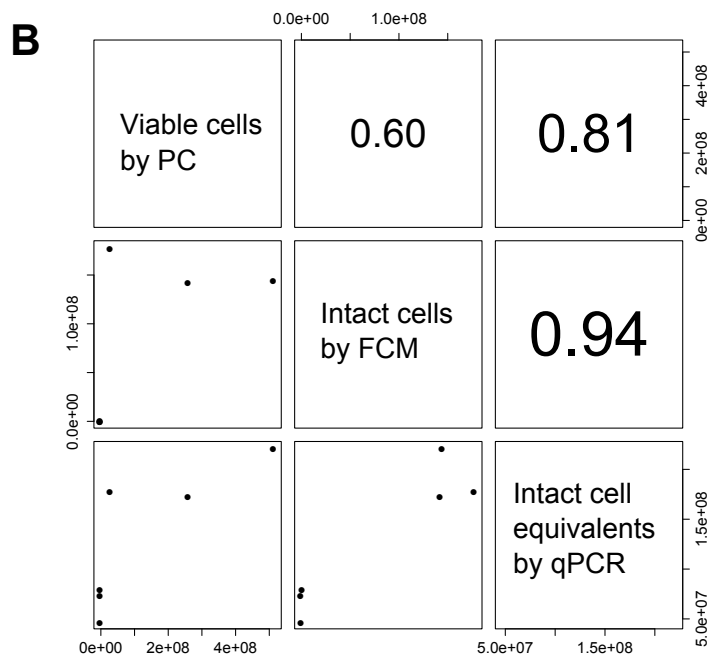 B
0.0e+00 1.0e+08
Viable cells
by PC
0.60
0.81
0e+00 2e+08 4e+08
0.0e+00 1.0e+08
Intact cells
by FCM
0.94
Intact cell
equivalents
by qPCR
5.0e+07 1.5e+08
0e+00 2e+08 4e+08
5.0e+07 1.5e+08